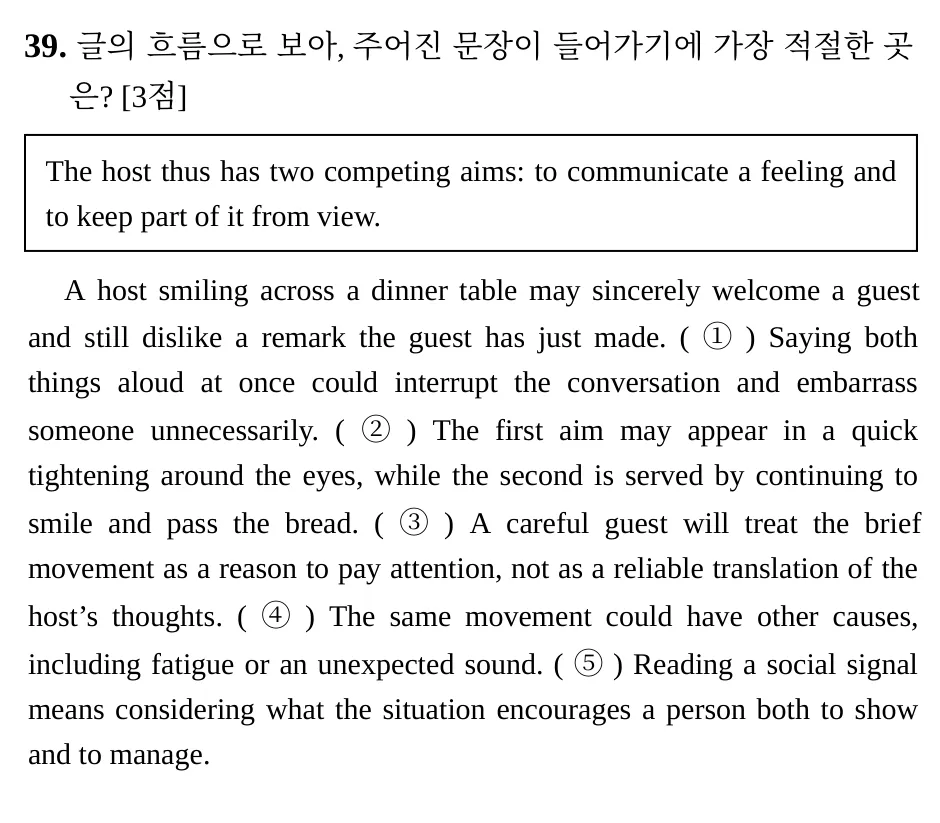 39. 글의 흐름으로 보아, 주어진 문장이 들어가기에 가장 적절한 곳
은? [3점]
The host thus has two competing aims: to communicate a feeling and
to keep part of it from view.
A host smiling across a dinner table may sincerely welcome a guest
and still dislike a remark the guest has just made. ( ① ) Saying both
things aloud at once could interrupt the conversation and embarrass
someone unnecessarily. ( ② ) The first aim may appear in a quick
tightening around the eyes, while the second is served by continuing to
smile and pass the bread. ( ③ ) A careful guest will treat the brief
movement as a reason to pay attention, not as a reliable translation of the
host’s thoughts. ( ④ ) The same movement could have other causes,
including fatigue or an unexpected sound. ( ⑤ ) Reading a social signal
means considering what the situation encourages a person both to show
and to manage.